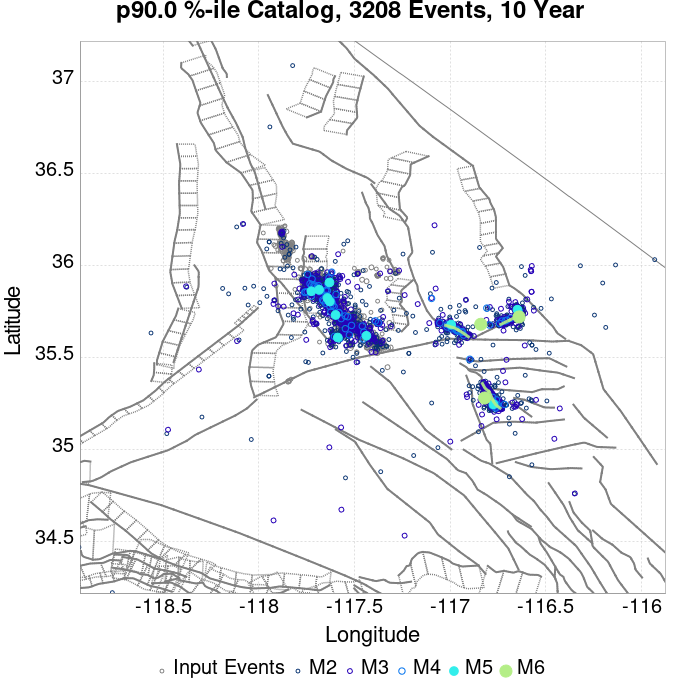 p90.0 %-ile Catalog, 3208 Events, 10 Year
37
36.5
36
35.5
35
34.5
Latitude
-118.5 -118 -117.5 -117 -116.5 -116
Longitude
Input Events M2 M3 M4 M5 M6